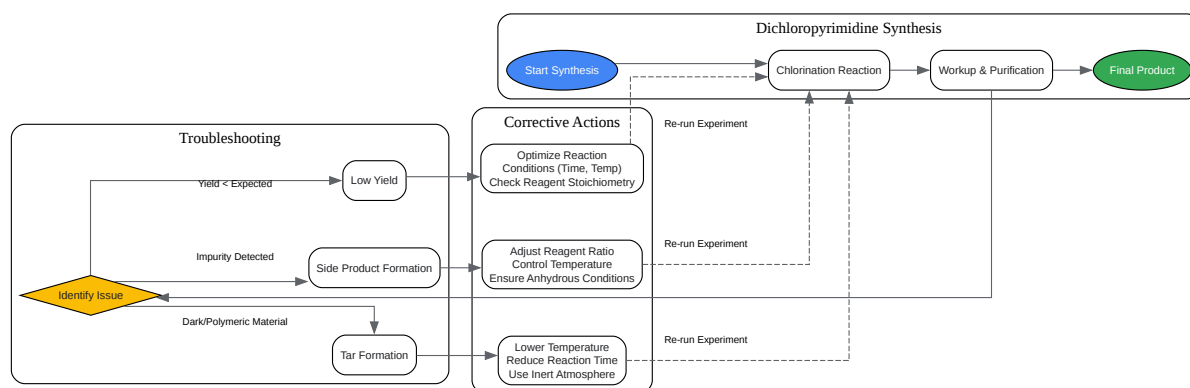 Dichloropyrimidine Synthesis
Start Synthesis
Chlorination Reaction
Workup & Purification
Final Product
Troubleshooting
Corrective Actions
Re-run Experiment
Optimize Reaction
Conditions (Time, Temp)
Check Reagent Stoichiometry
Low Yield
Yield < Expected
Impurity Detected
Side Product Formation
Adjust Reagent Ratio
Control Temperature
Ensure Anhydrous Conditions
Re-run Experiment
Identify Issue
Dark/Polymeric Material
Tar Formation
Lower Temperature
Reduce Reaction Time
Use Inert Atmosphere
Re-run Experiment